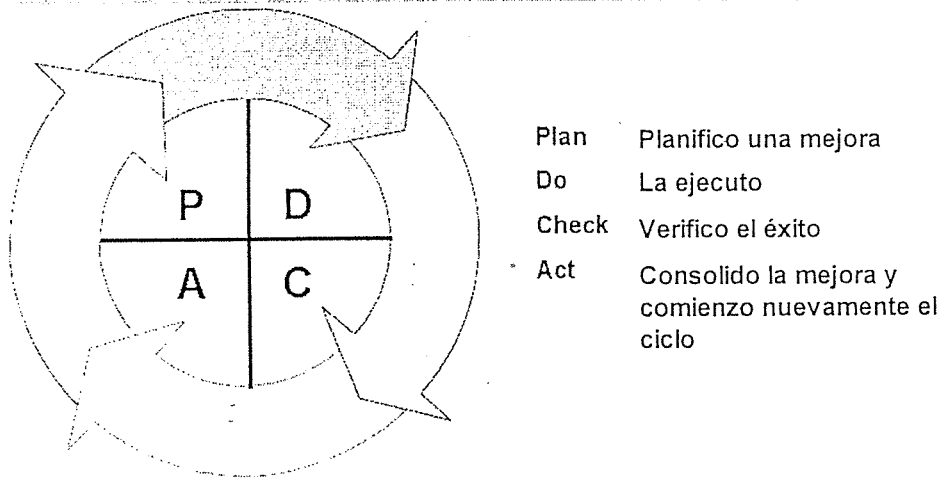 P D
A C
Plan Planifico una mejora
Do La ejecuto
Check Verifico el éxito
Act Consolido la mejora y
comienzo nuevamente el
ciclo